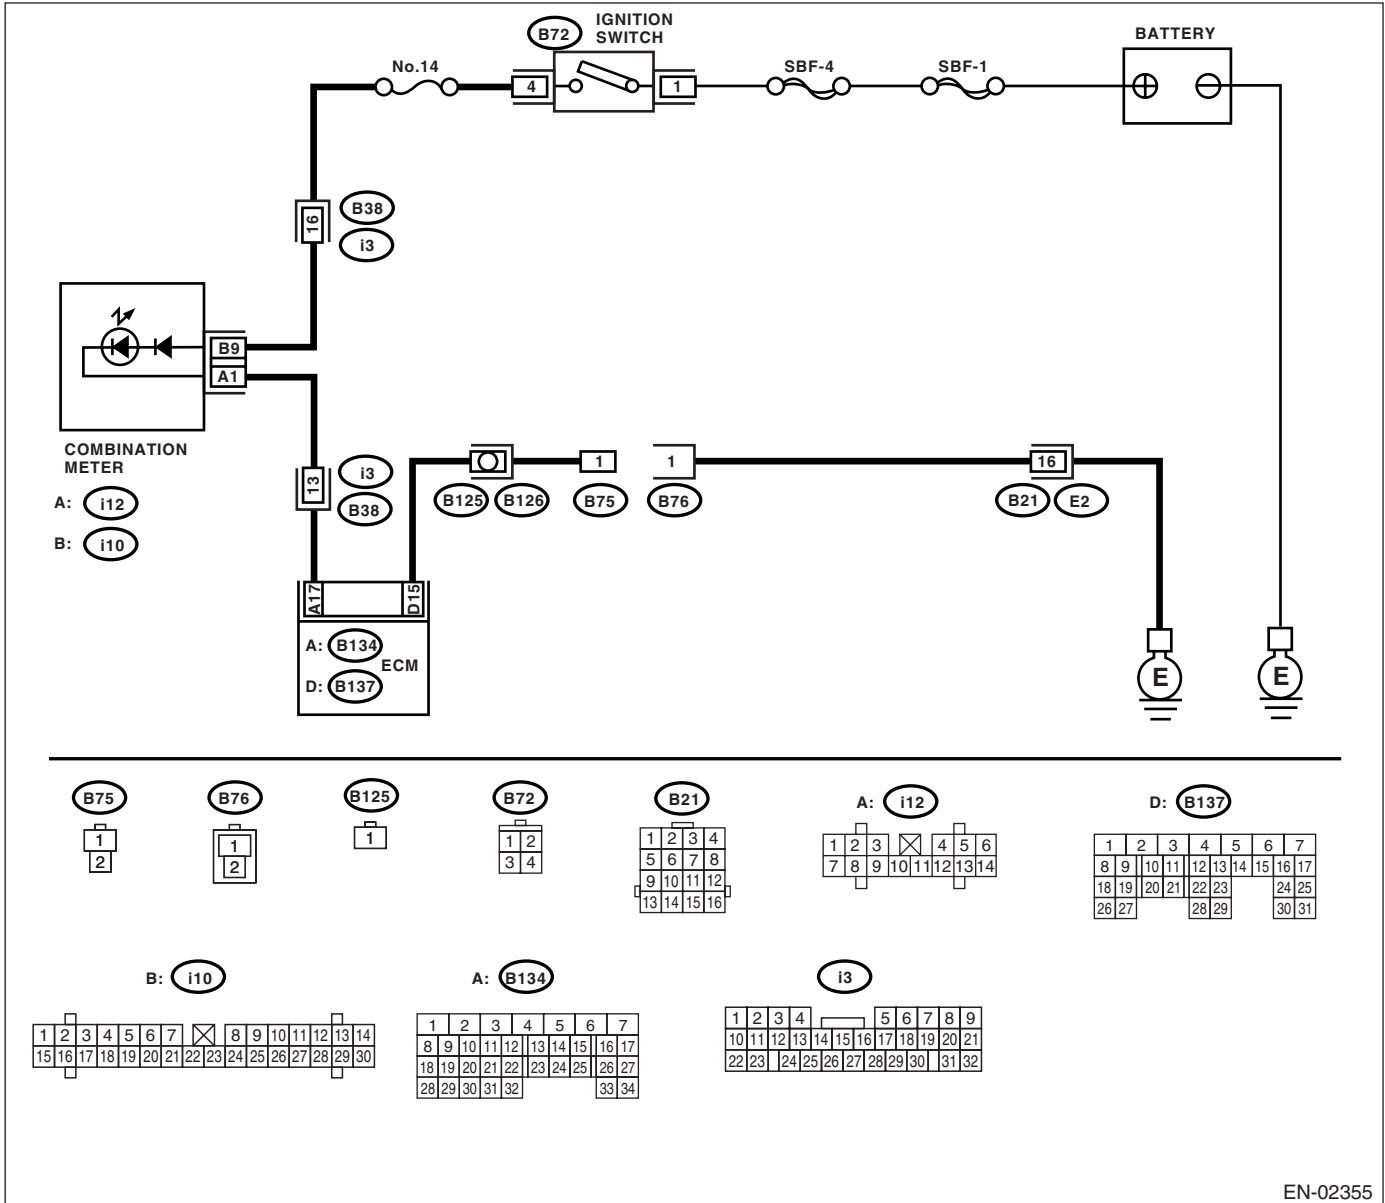 IGNITION
SWITCH
B72
BATTERY
No.14
4
1
SBF-4
SBF-1
16
B38
i3
B9
A1
COMBINATION
METER
A: i12
B: i10
13
i3
B38
1
1
16
B125 B126 B75 B76 B21 E2
A17 D15
A: B134
ECM
D: B137
E
E
B75 B76 B125 B72 B21 A: i12 D: B137
1
2
1
2
1
1 2
3 4
1 2 3 4
5 6 7 8
9 10 11 12
13 14 15 16
1 2 3 4 5 6
7 8 9 10 11 12 13 14
1 2 3 4 5 6 7
8 9 10 11 12 13 14 15 16 17
18 19 20 21 22 23 24 25
26 27 28 29 30 31
B: i10 A: B134 i3
1 2 3 4 5 6 7 8 9 10 11 12 13 14
15 16 17 18 19 20 21 22 23 24 25 26 27 28 29 30
1 2 3 4 5 6 7
8 9 10 11 12 13 14 15 16 17
18 19 20 21 22 23 24 25 26 27
28 29 30 31 32 33 34
1 2 3 4 5 6 7 8 9
10 11 12 13 14 15 16 17 18 19 20 21
22 23 24 25 26 27 28 29 30 31 32
EN-02355